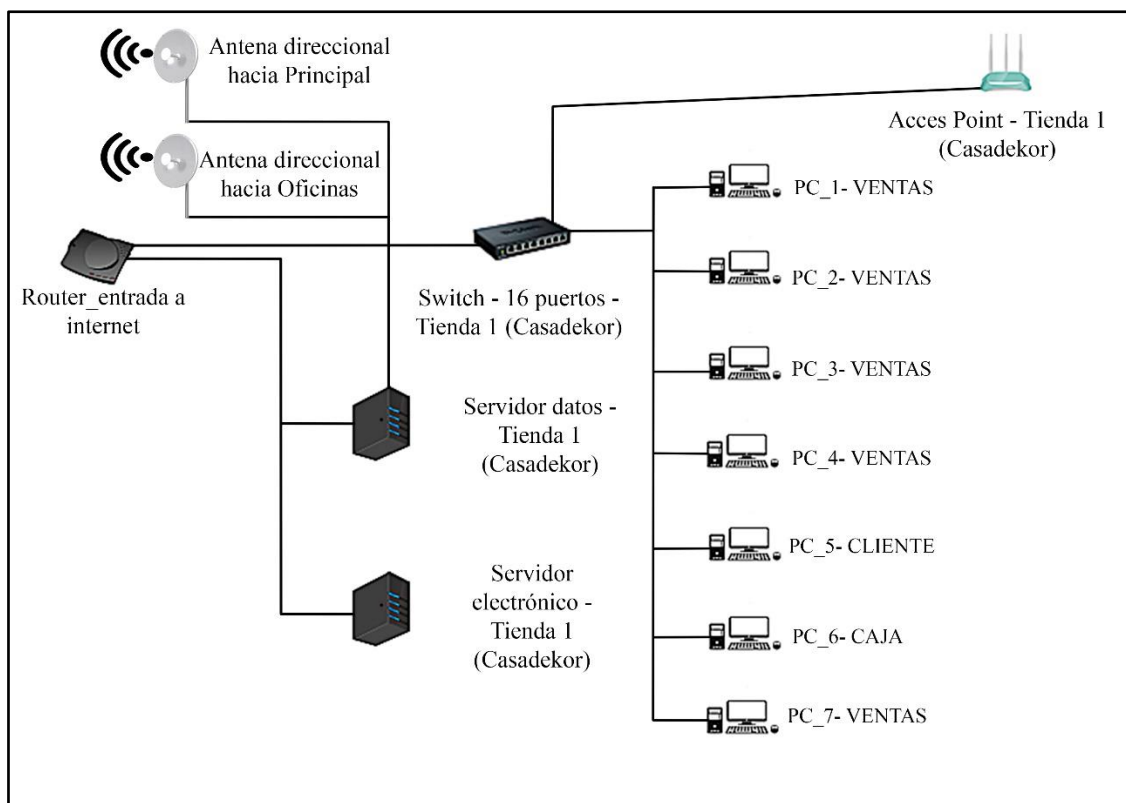 Antena direccional
hacia Principal
Antena direccional
hacia Oficinas
Router_entrada a
internet
Switch - 16 puertos -
Tienda 1 (Casadekor)
Acces Point - Tienda 1
(Casadekor)
PC_1- VENTAS
PC_2- VENTAS
PC_3- VENTAS
PC_4- VENTAS
PC_5- CLIENTE
PC_6- CAJA
PC_7- VENTAS
Servidor datos -
Tienda 1
(Casadekor)
Servidor
electrónico -
Tienda 1
(Casadekor)